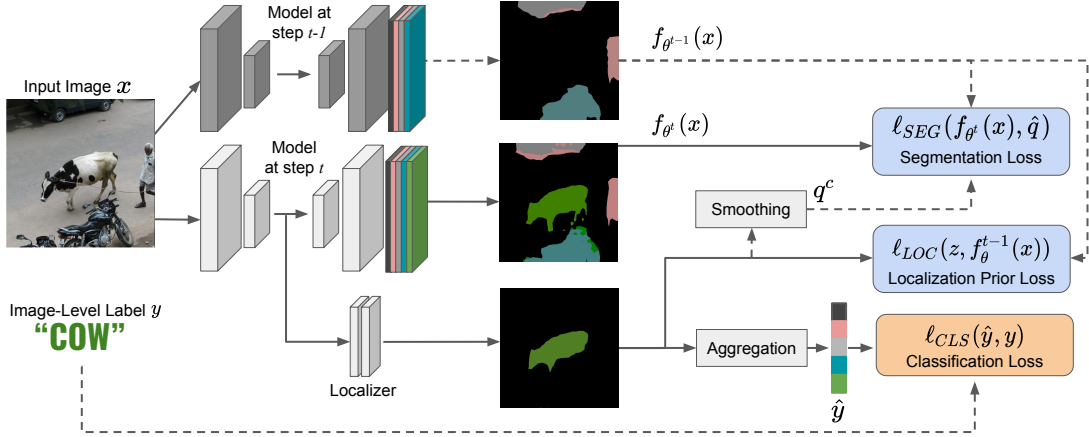 Model at
step t-1
Input Image x
f_{θ^{t-1}}(x)
f_{θ^t}(x)
ℓ_{SEG}(f_{θ^t}(x), q̂)
Segmentation Loss
Model
at step t
Smoothing
q^c
ℓ_{LOC}(z, f_θ^{t-1}(x))
Localization Prior Loss
Image-Level Label y
“COW”
Localizer
Aggregation
ŷ
ℓ_{CLS}(ŷ, y)
Classification Loss